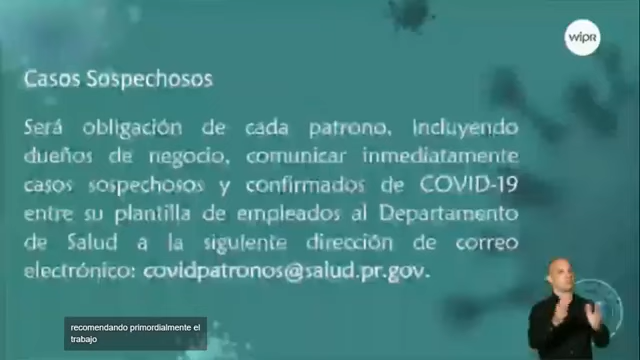 wipr
Casos Sospechosos
Será obligación de cada patrono, incluyendo
dueños de negocio, comunicar inmediatamente
casos sospechosos y confirmados de COVID-19
entre su plantilla de empleados al Departamento
de Salud a la siguiente dirección de correo
electrónico: covidpatronos@salud.pr.gov.
recomendando primordialmente el
trabajo